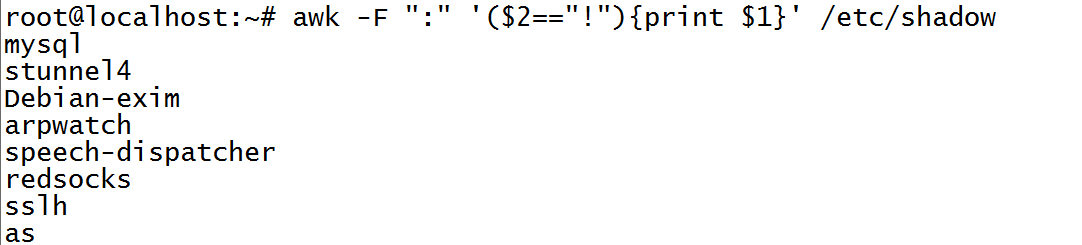 root@localhost:~# awk -F ":" '($2=="!"){print $1}' /etc/shadow
mysql
stunnel4
Debian-exim
arpwatch
speech-dispatcher
redsocks
sslh
as